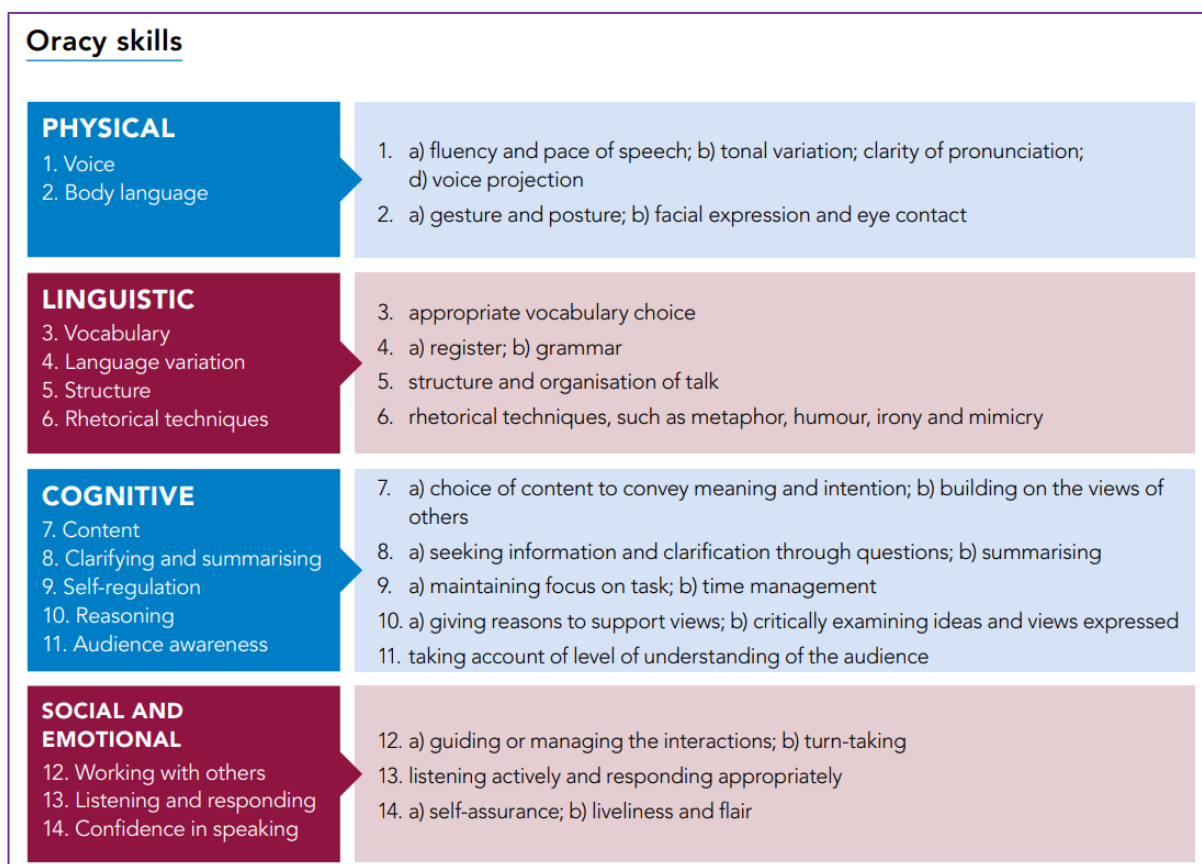 Oracy skills
PHYSICAL
1. Voice
2. Body language
1. a) fluency and pace of speech; b) tonal variation; clarity of pronunciation;
d) voice projection
2. a) gesture and posture; b) facial expression and eye contact
LINGUISTIC
3. Vocabulary
4. Language variation
5. Structure
6. Rhetorical techniques
3. appropriate vocabulary choice
4. a) register; b) grammar
5. structure and organisation of talk
6. rhetorical techniques, such as metaphor, humour, irony and mimicry
COGNITIVE
7. Content
8. Clarifying and summarising
9. Self-regulation
10. Reasoning
11. Audience awareness
7. a) choice of content to convey meaning and intention; b) building on the views of
others
8. a) seeking information and clarification through questions; b) summarising
9. a) maintaining focus on task; b) time management
10. a) giving reasons to support views; b) critically examining ideas and views expressed
11. taking account of level of understanding of the audience
SOCIAL AND
EMOTIONAL
12. Working with others
13. Listening and responding
14. Confidence in speaking
12. a) guiding or managing the interactions; b) turn-taking
13. listening actively and responding appropriately
14. a) self-assurance; b) liveliness and flair